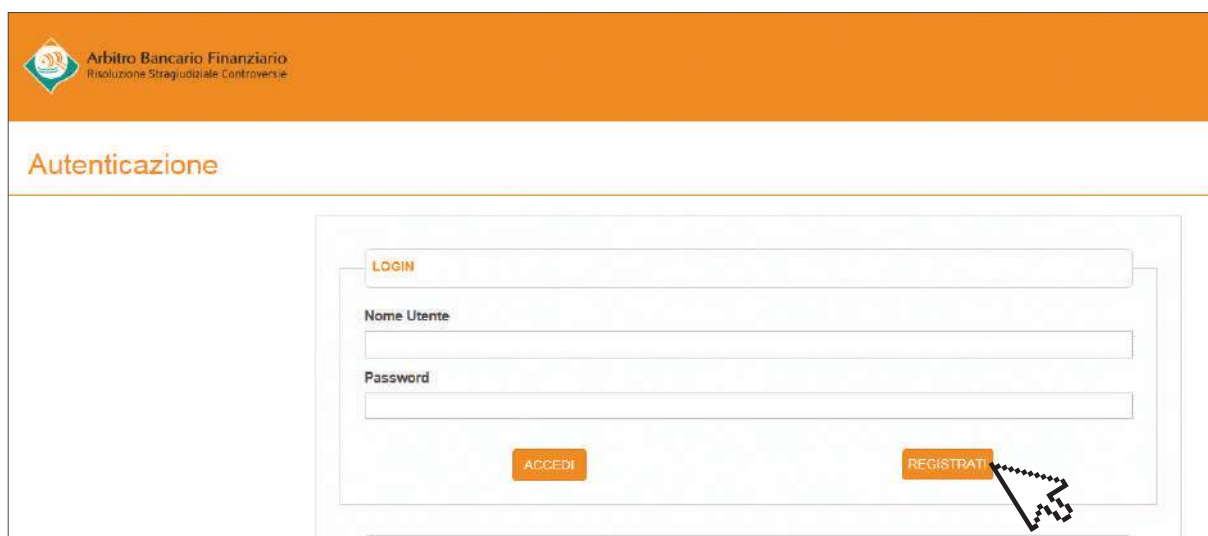 Arbitro Bancario Finanziario
Risoluzione Stragiudiziale Controversie
Autenticazione
LOGIN
Nome Utente
Password
ACCEDI REGISTRATI